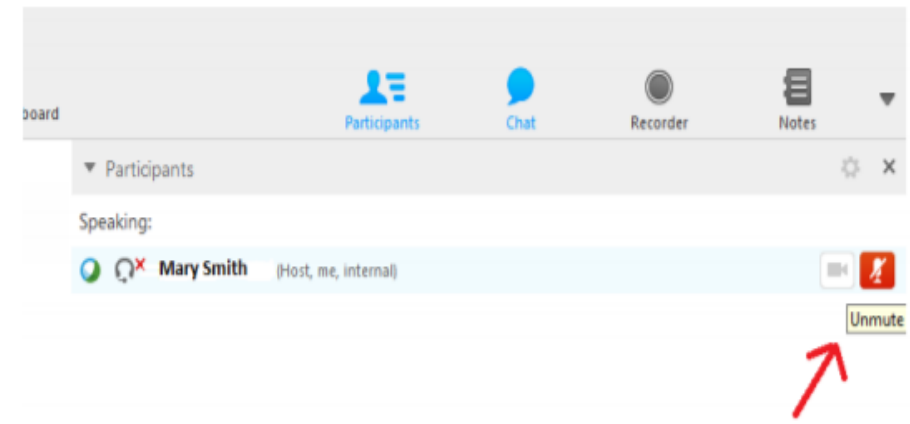 board
Participants
Chat
Recorder
Notes
Participants
Speaking:
Mary Smith (Host, me, internal)
Unmute